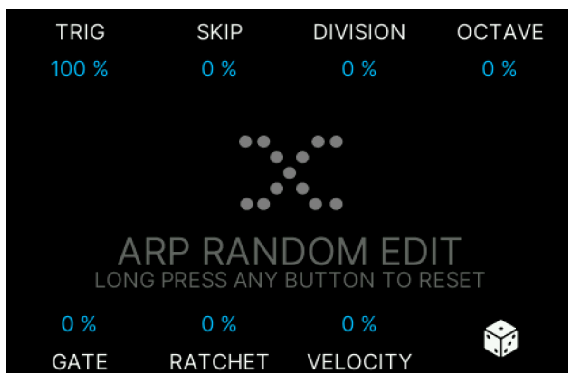 TRIG SKIP DIVISION OCTAVE
100 % 0 % 0 % 0 %
ARP RANDOM EDIT
LONG PRESS ANY BUTTON TO RESET
0 % 0 % 0 %
GATE RATCHET VELOCITY